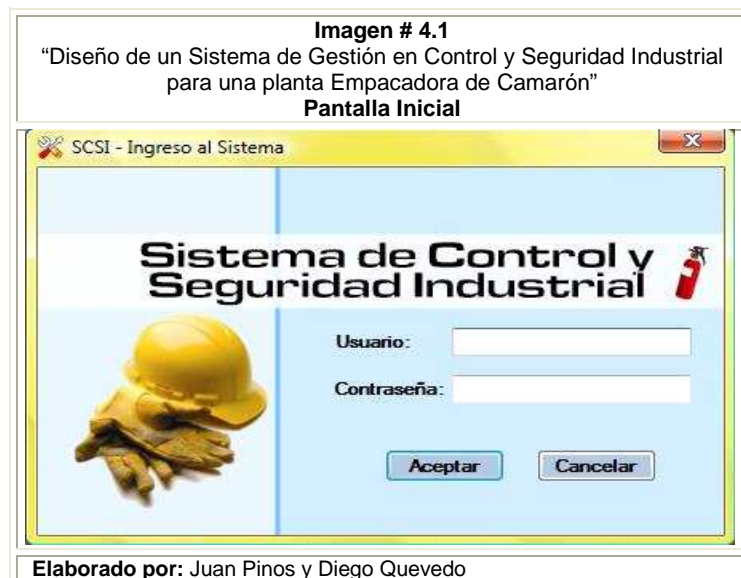 Imagen # 4.1
“Diseño de un Sistema de Gestión en Control y Seguridad Industrial
para una planta Empacadora de Camarón”
Pantalla Inicial
SCSI - Ingreso al Sistema
Sistema de Control y
Seguridad Industrial
Usuario:
Contraseña:
Aceptar Cancelar
Elaborado por: Juan Pinos y Diego Quevedo